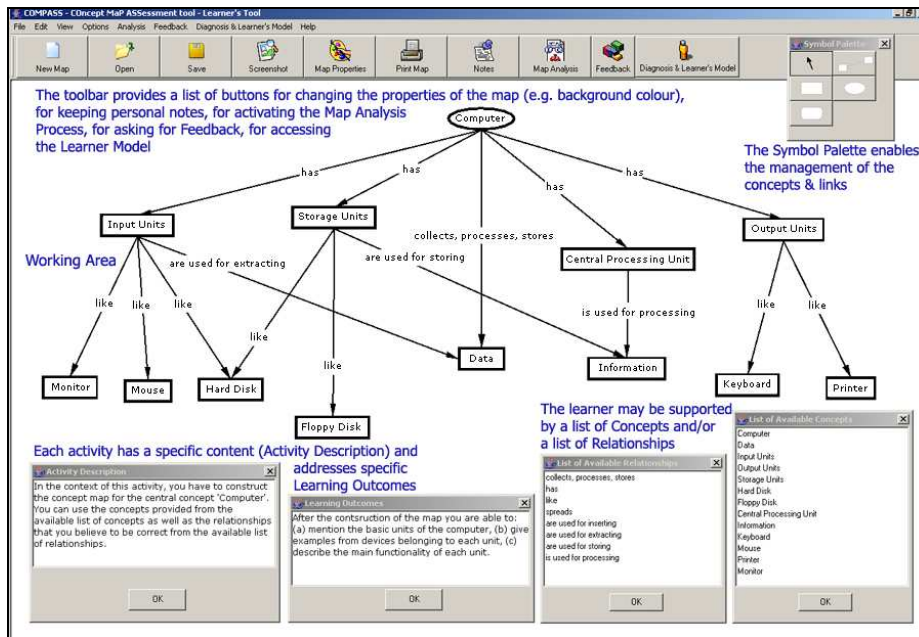 COMPASS - COncept MaP ASSessment tool - Learner's Tool
File Edit View Options Analysis Feedback Diagnosis & Learner's Model Help
New Map Open Save Screenshot Map Properties Print Map Notes Map Analysis Feedback Diagnosis & Learner's Model
Symbol Palette
The toolbar provides a list of buttons for changing the properties of the map (e.g. background colour),
for keeping personal notes, for activating the Map Analysis
Process, for asking for Feedback, for accessing
the Learner Model
Computer
The Symbol Palette enables
the management of the
concepts & links
has
has
has
has
Input Units
Storage Units
Output Units
collects, processes, stores
Working Area
are used for extracting
are used for storing
Central Processing Unit
like
like
like
like
is used for processing
like
like
Monitor
Mouse
Hard Disk
Data
Information
Keyboard
Printer
Floppy Disk
Each activity has a specific content (Activity Description) and
addresses specific
Learning Outcomes
The learner may be supported
by a list of Concepts and/or
a list of Relationships
Activity Description
In the context of this activity, you have to construct
the concept map for the central concept 'Computer'.
You can use the concepts provided from the
available list of concepts as well as the relationships
that you believe to be correct from the available list
of relationships.
OK
Learning Outcomes
After the contsruction of the map you are able to:
(a) mention the basic units of the computer, (b) give
examples from devices belonging to each unit, (c)
describe the main functionality of each unit.
OK
List of Available Relationships
collects, processes, stores
has
like
spreads
are used for inserting
are used for extracting
are used for storing
is used for processing
OK
List of Available Concepts
Computer
Data
Input Units
Output Units
Storage Units
Hard Disk
Floppy Disk
Central Processing Unit
Information
Keyboard
Mouse
Printer
Monitor
OK